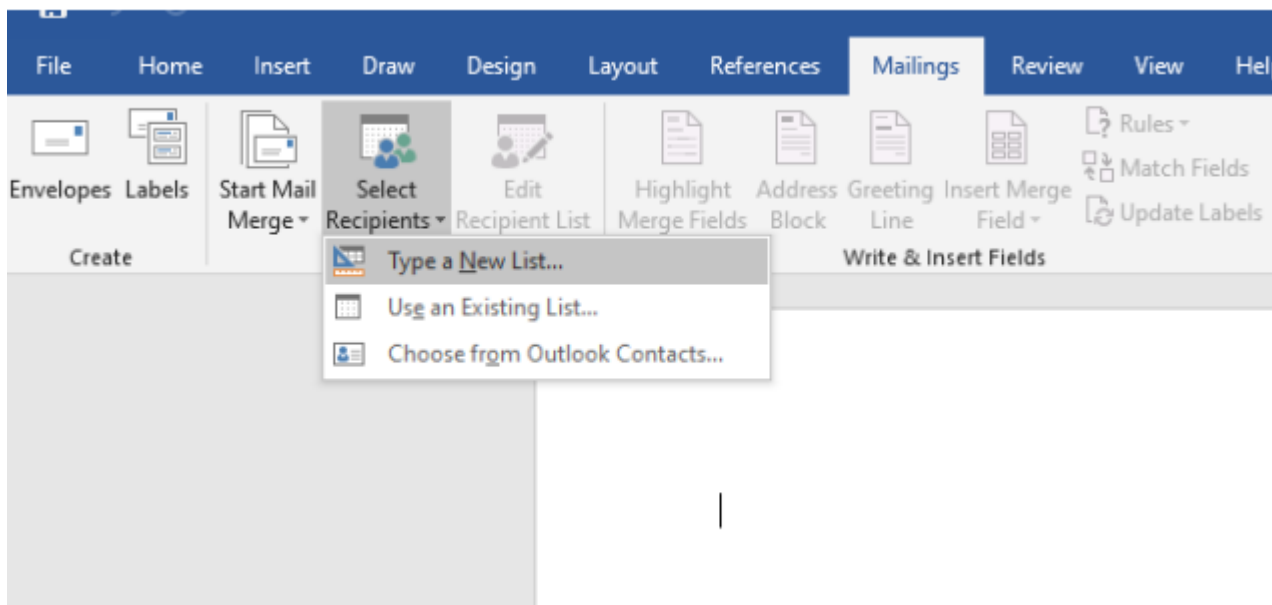 File Home Insert Draw Design Layout References Mailings Review View Hel
Envelopes Labels Start Mail Merge Select Recipients Edit Recipient List Highlight Merge Fields Address Block Greeting Line Insert Merge Field
Rules
Match Fields
Update Labels
Create
Write & Insert Fields
Type a New List...
Use an Existing List...
Choose from Outlook Contacts...